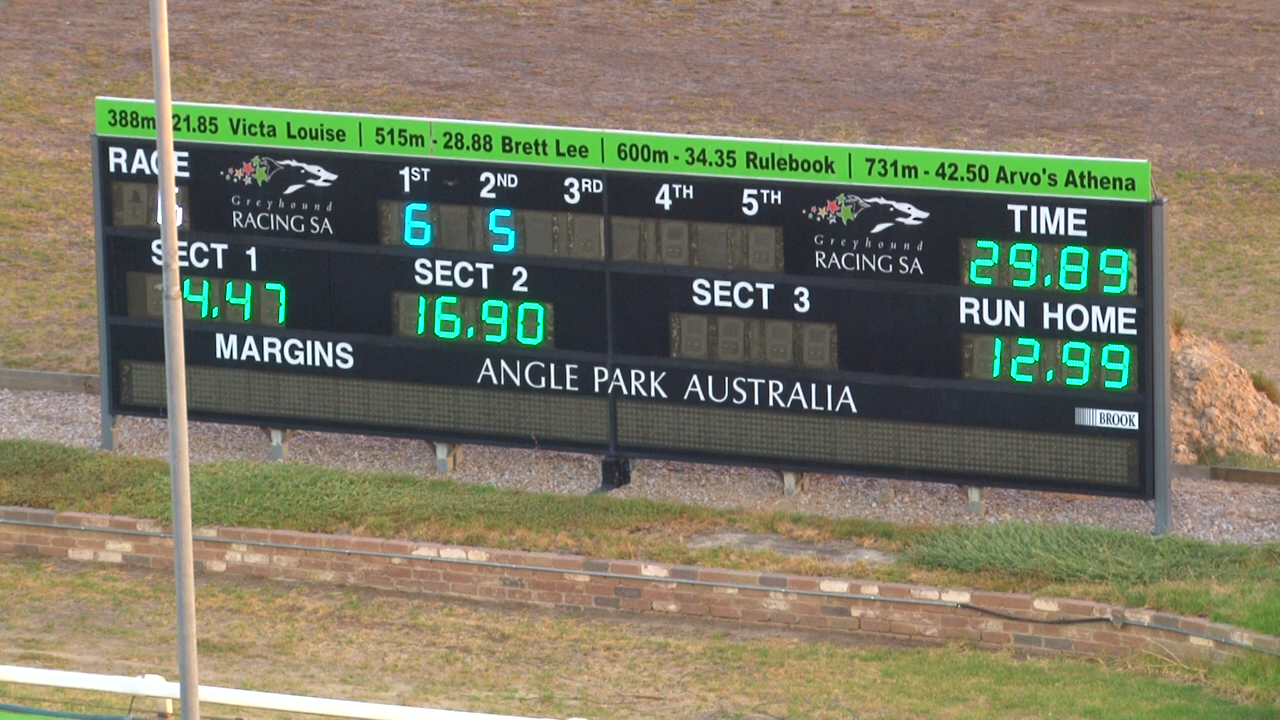 388m 21.85 Victa Louise | 515m - 28.88 Brett Lee | 600m - 34.35 Rulebook | 731m - 42.50 Arvo's Athena
RACE 1ST 2ND 3RD 4TH 5TH TIME
Greyhound
RACING SA
6 5
Greyhound
RACING SA
29.89
SECT 1 SECT 2 SECT 3 RUN HOME
4.47 16.90 12.99
MARGINS ANGLE PARK AUSTRALIA
BROOK